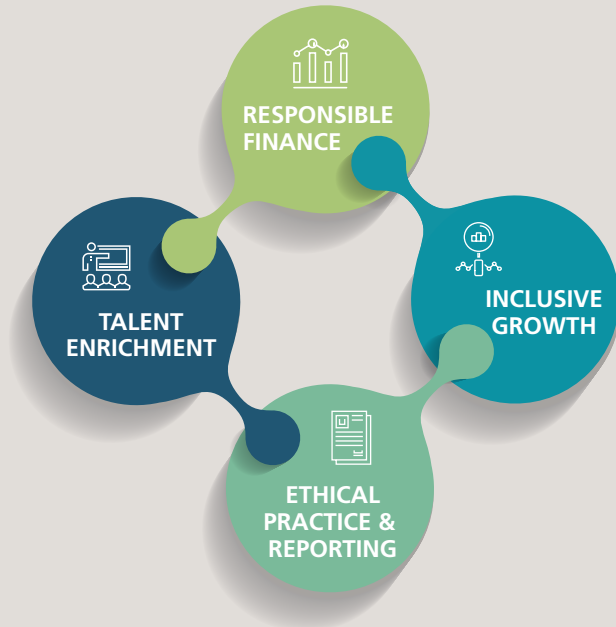 RESPONSIBLE
FINANCE
INCLUSIVE
GROWTH
TALENT
ENRICHMENT
ETHICAL
PRACTICE &
REPORTING